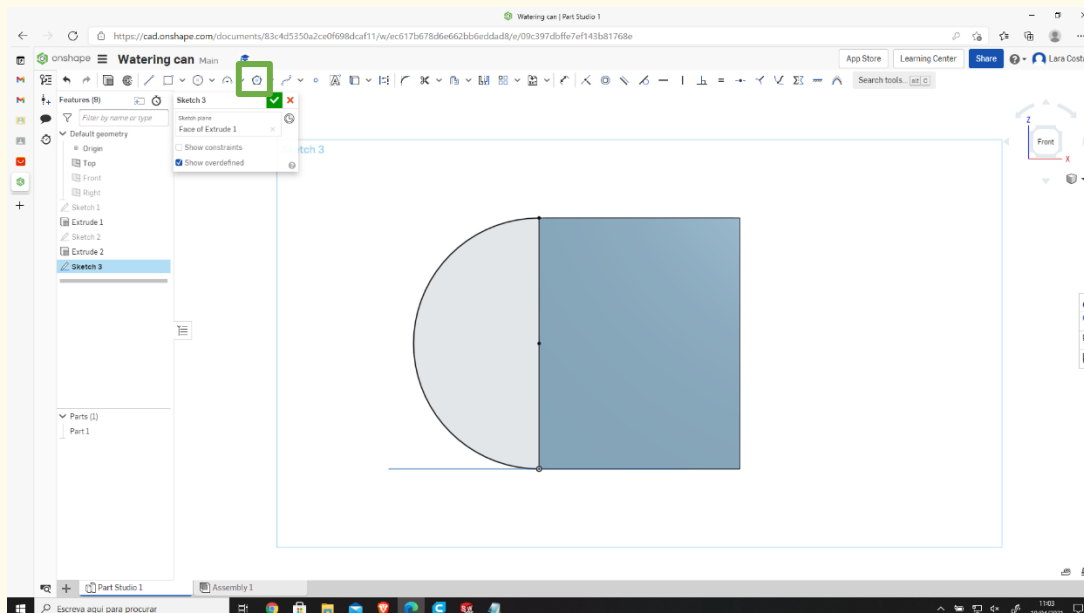 Watering can | Part Studio 1
https://cad.onshape.com/documents/83c4d5350a2ce0f698dcaf11/w/ec617b678d6e662bb6eddad8/e/09c397dbffe7ef143b81768e
onshape Watering can Main
App Store Learning Center Share Lara Costa
Search tools...
Features (9)
Filter by name or type
Default geometry
Origin
Top
Front
Right
Sketch 1
Extrude 1
Sketch 2
Extrude 2
Sketch 3
Sketch 3
Sketch plane
Face of Extrude 1
Show constraints
Show overdefined
tch 3
Z
Front
X
Parts (1)
Part 1
Part Studio 1 Assembly 1
Escreva aqui para procurar
11:03